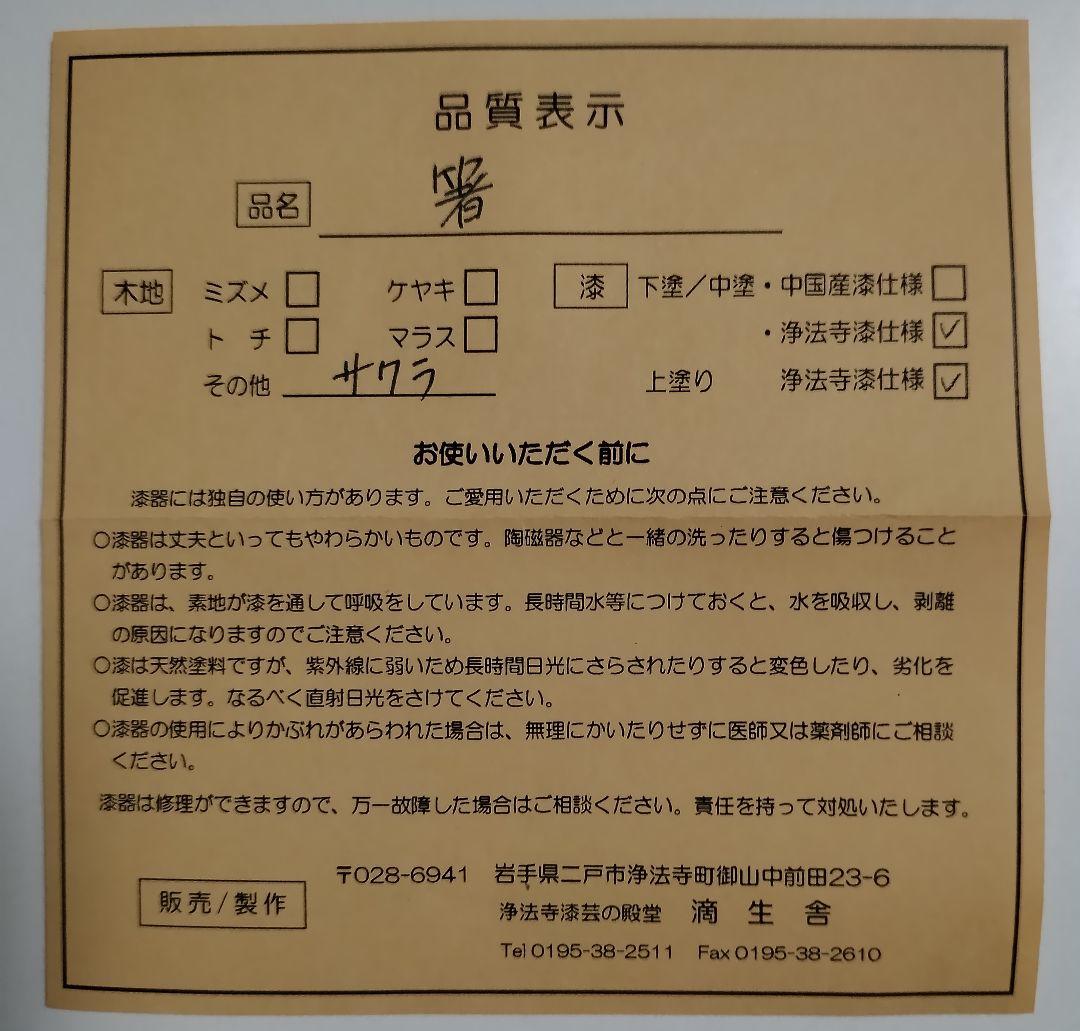 品質表示
品名 箸
木地 ミズメ □ ケヤキ □ 漆 下塗／中塗・中国産漆仕様 □
トチ □ マラス □ ・浄法寺漆仕様 ☑
その他 サクラ 上塗り 浄法寺漆仕様 ☑
お使いいただく前に
漆器には独自の使い方があります。ご愛用いただくために次の点にご注意ください。
○漆器は丈夫といってもやわらかいものです。陶磁器などと一緒の洗ったりすると傷つけること
があります。
○漆器は、素地が漆を通して呼吸をしています。長時間水等につけておくと、水を吸収し、剥離
の原因になりますのでご注意ください。
○漆は天然塗料ですが、紫外線に弱いため長時間日光にさらされたりすると変色したり、劣化を
促進します。なるべく直射日光をさけてください。
○漆器の使用によりかぶれがあらわれた場合は、無理にかいたりせずに医師又は薬剤師にご相談
ください。
漆器は修理ができますので、万一故障した場合はご相談ください。責任を持って対処いたします。
販売/製作 〒028-6941 岩手県二戸市浄法寺町御山中前田23-6
浄法寺漆芸の殿堂 滴生舎
Tel 0195-38-2511 Fax 0195-38-2610